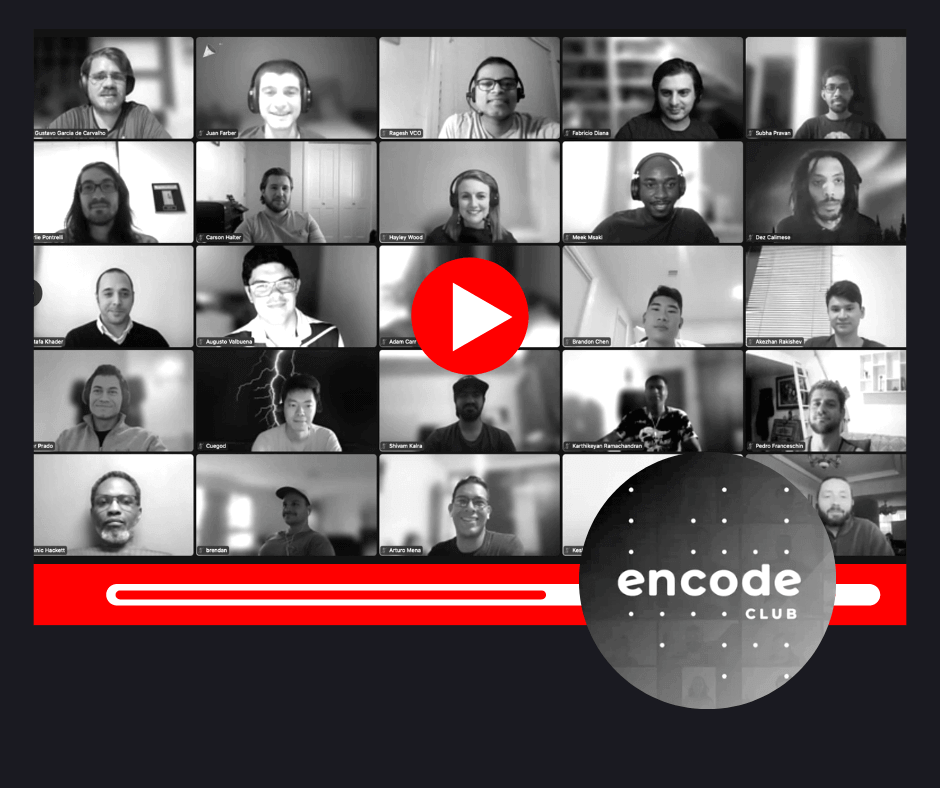 Gustavo Garcia de Carvalho
Juan Farber
Ragesh VCO
Fabricio Diana
Subha Pravan
rlie Pontrelli
Carson Halter
Hayley Wood
Meek Msaki
Dez Calimese
tafa Khader
Augusto Valbuena
Adam Carr
Brandon Chen
Akezhan Rakishev
r Prado
Cuegod
Shivam Kalra
Karthikeyan Ramachandran
Pedro Franceschin
inic Hackett
brendan
Arturo Mena
encode
CLUB